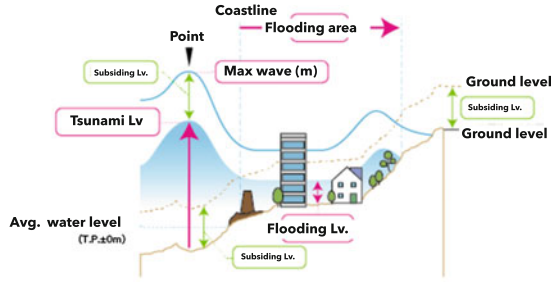 Coastline
Flooding area
Point
Subsiding Lv.
Max wave (m)
Ground level
Subsiding Lv.
Tsunami Lv
Ground level
Avg. water level
(T.P.±0m)
Flooding Lv.
Subsiding Lv.